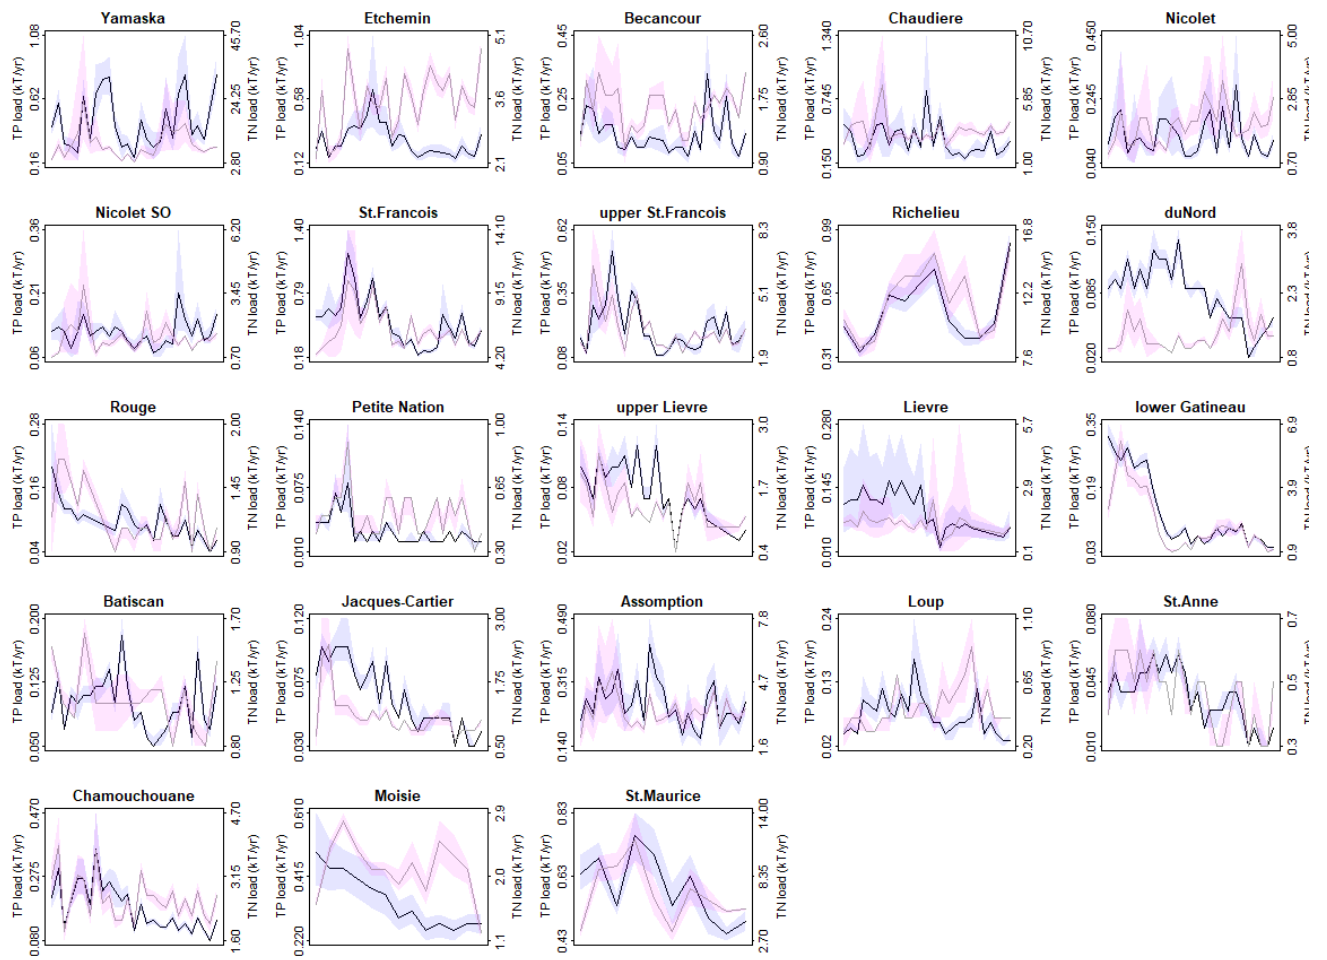 Yamaska
TP load (kT/yr)
0.16 0.62 1.08
2.80 24.25 45.70
TN load (kT/yr)
Etchemin
TP load (kT/yr)
0.12 0.58 1.04
2.1 3.6 5.1
TN load (kT/yr)
Becancour
TP load (kT/yr)
0.05 0.25 0.45
0.90 1.75 2.60
TN load (kT/yr)
Chaudiere
TP load (kT/yr)
0.150 0.745 1.340
1.00 5.85 10.70
TN load (kT/yr)
Nicolet
TP load (kT/yr)
0.040 0.245 0.450
0.70 2.85 5.00
TN load (kT/yr)
Nicolet SO
TP load (kT/yr)
0.06 0.21 0.36
0.70 3.45 6.20
TN load (kT/yr)
St.Francois
TP load (kT/yr)
0.18 0.79 1.40
4.20 9.15 14.10
TN load (kT/yr)
upper St.Francois
TP load (kT/yr)
0.08 0.35 0.62
1.9 5.1 8.3
TN load (kT/yr)
Richelieu
TP load (kT/yr)
0.31 0.65 0.99
7.6 12.2 16.8
TN load (kT/yr)
duNord
TP load (kT/yr)
0.020 0.085 0.150
0.8 2.3 3.8
TN load (kT/yr)
Rouge
TP load (kT/yr)
0.04 0.16 0.28
0.90 1.45 2.00
TN load (kT/yr)
Petite Nation
TP load (kT/yr)
0.010 0.075 0.140
0.30 0.65 1.00
TN load (kT/yr)
upper Lievre
TP load (kT/yr)
0.02 0.08 0.14
0.4 1.7 3.0
TN load (kT/yr)
Lievre
TP load (kT/yr)
0.010 0.145 0.280
0.1 2.9 5.7
TN load (kT/yr)
lower Gatineau
TP load (kT/yr)
0.03 0.19 0.35
0.9 3.9 6.9
TN load (kT/yr)
Batiscan
TP load (kT/yr)
0.050 0.125 0.200
0.80 1.25 1.70
TN load (kT/yr)
Jacques-Cartier
TP load (kT/yr)
0.030 0.075 0.120
0.50 1.75 3.00
TN load (kT/yr)
Assomption
TP load (kT/yr)
0.140 0.315 0.490
1.6 4.7 7.8
TN load (kT/yr)
Loup
TP load (kT/yr)
0.02 0.13 0.24
0.20 0.65 1.10
TN load (kT/yr)
St.Anne
TP load (kT/yr)
0.010 0.045 0.080
0.3 0.5 0.7
TN load (kT/yr)
Chamouchouane
TP load (kT/yr)
0.080 0.275 0.470
1.60 3.15 4.70
TN load (kT/yr)
Moisie
TP load (kT/yr)
0.220 0.415 0.610
1.1 2.0 2.9
TN load (kT/yr)
St.Maurice
TP load (kT/yr)
0.43 0.63 0.83
2.70 8.35 14.00
TN load (kT/yr)